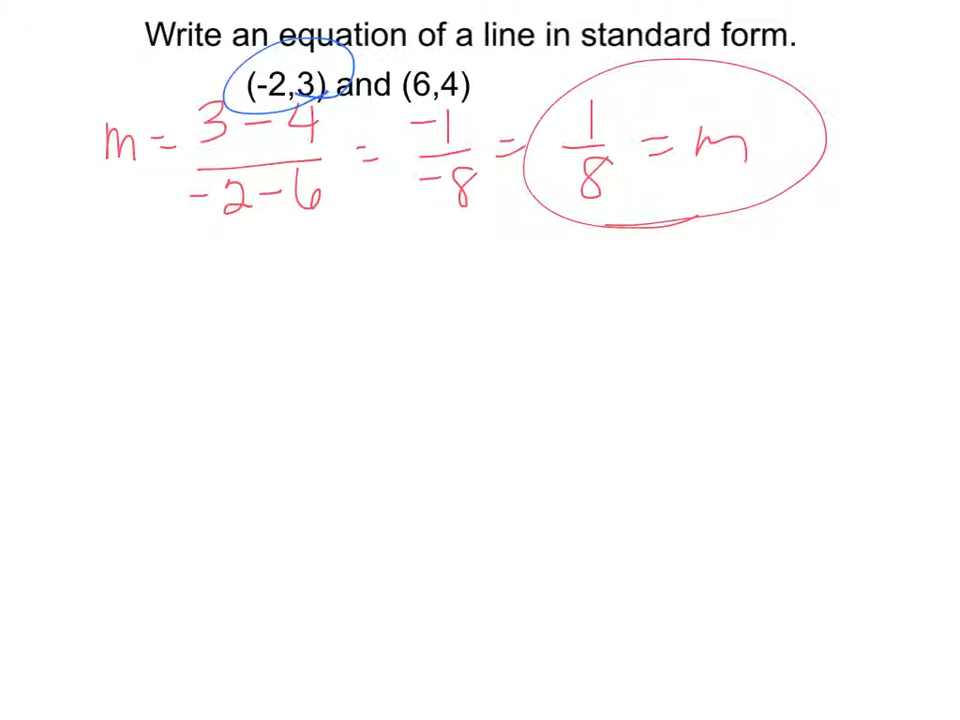 Write an equation of a line in standard form.
(-2,3) and (6,4)
m = 3 - 4 / -2 - 6 = -1 / -8 = 1 / 8 = m